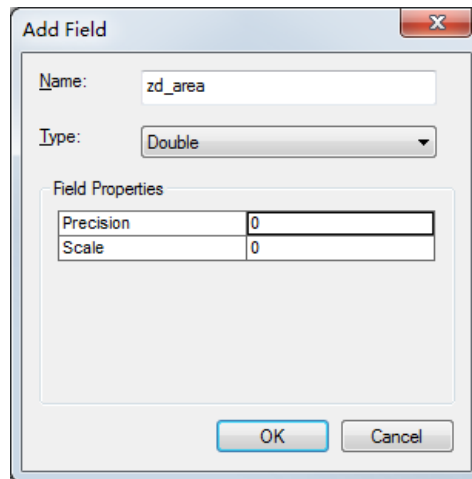 Add Field
Name: zd_area
Type: Double
Field Properties
Precision 0
Scale 0
OK Cancel